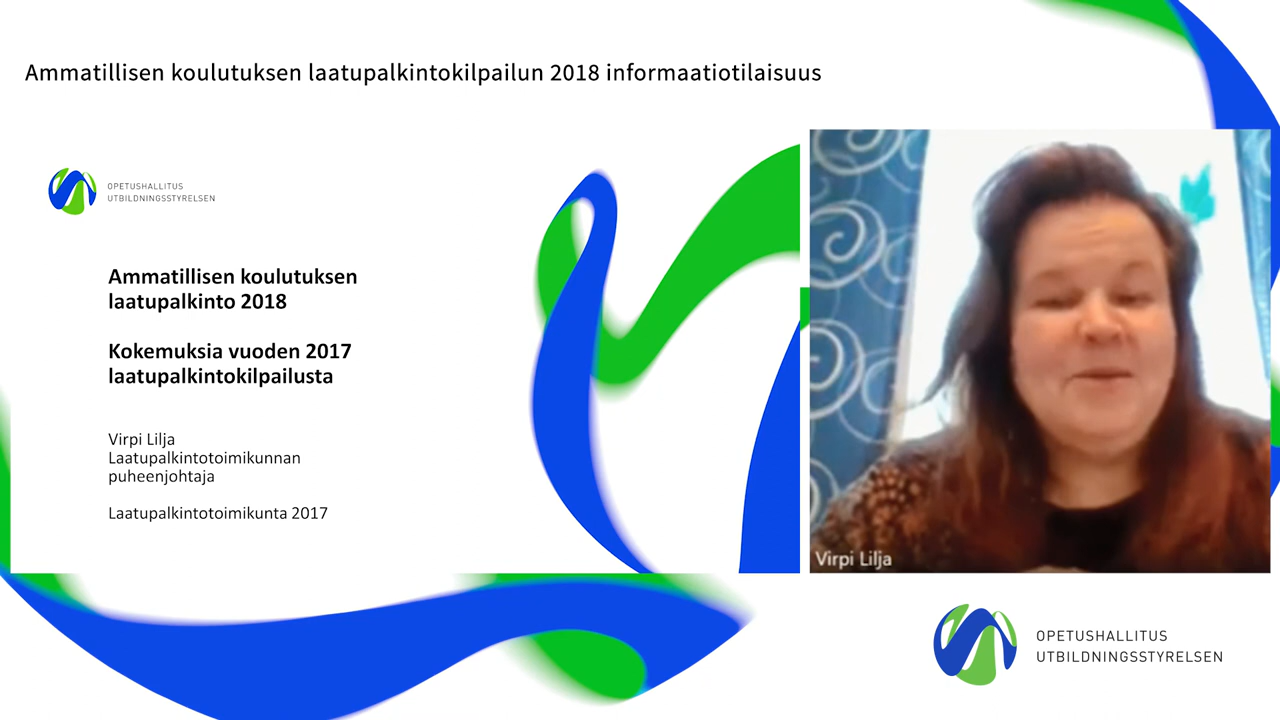 Ammatillisen koulutuksen laatupalkintokilpailun 2018 informaatiotilaisuus
OPETUSHALLITUS
UTBILDNINGSSTYRELSEN
Ammatillisen koulutuksen
laatupalkinto 2018
Kokemuksia vuoden 2017
laatupalkintokilpailusta
Virpi Lilja
Laatupalkintotoimikunnan
puheenjohtaja
Laatupalkintotoimikunta 2017
Virpi Lilja
OPETUSHALLITUS
UTBILDNINGSSTYRELSEN